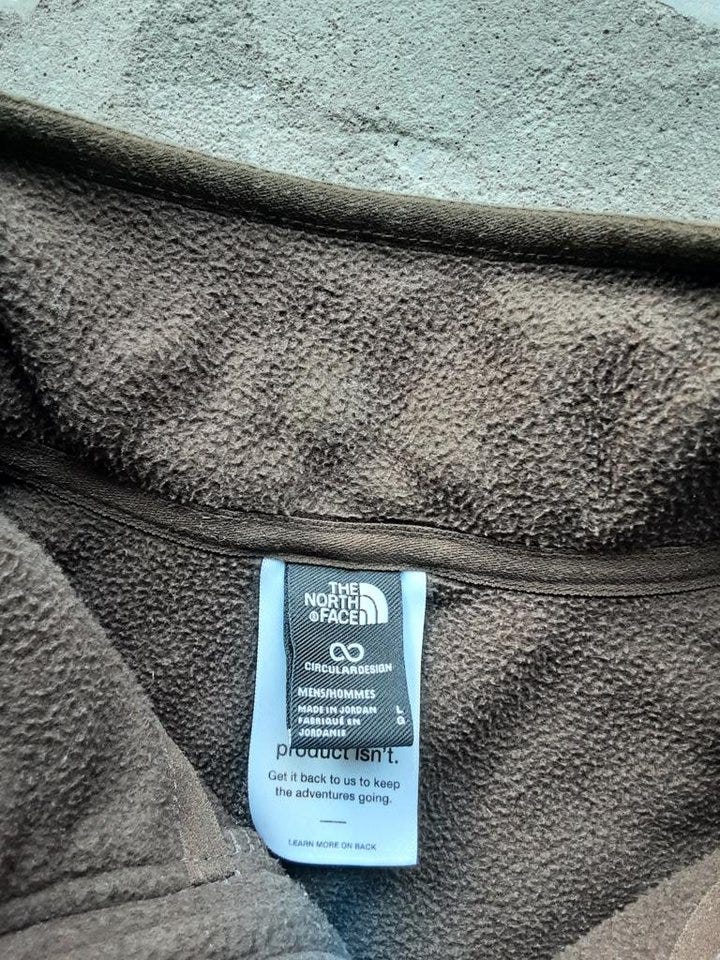 THE
NORTH
FACE
CIRCULARDESIGN
MENS/HOMMES
MADE IN JORDAN L
FABRIQUÉ EN G
JORDANIE
product isn't.
Get it back to us to keep
the adventures going.
LEARN MORE ON BACK